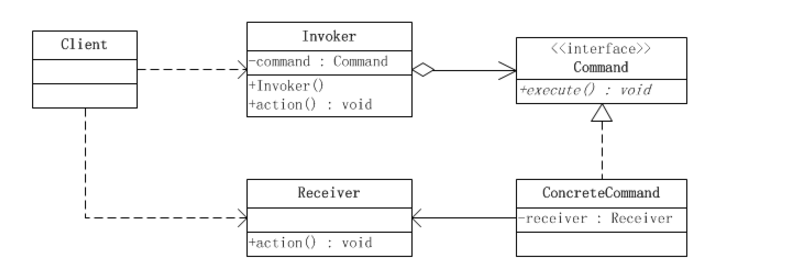 Client
Invoker
-command : Command
+Invoker()
+action() : void
<<interface>>
Command
+execute() : void
Receiver
+action() : void
ConcreteCommand
-receiver : Receiver